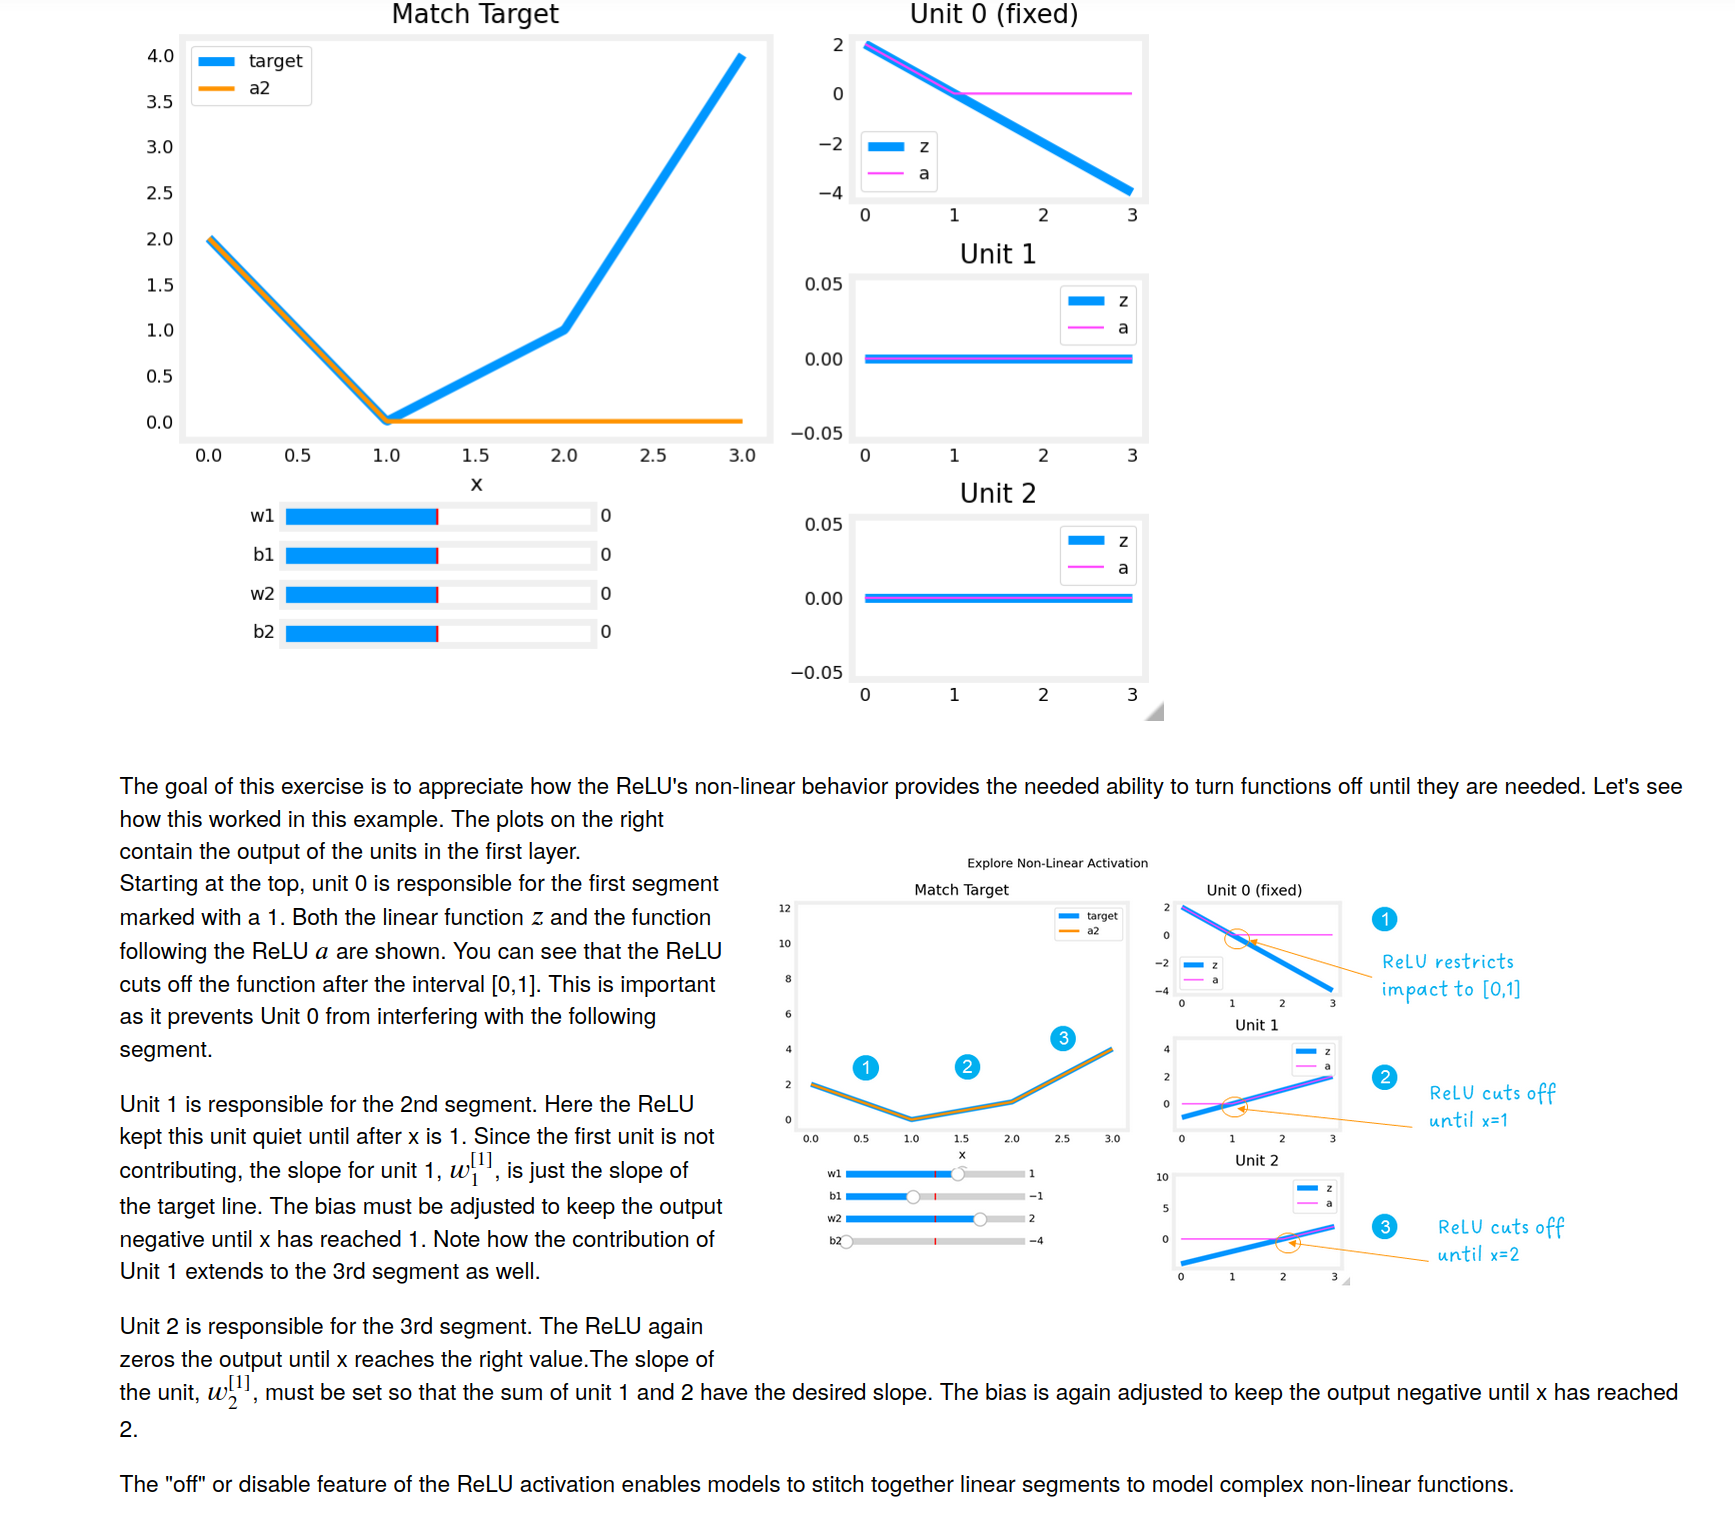 Match Target
4.0
3.5
3.0
2.5
2.0
1.5
1.0
0.5
0.0
target
a2
0.0 0.5 1.0 1.5 2.0 2.5 3.0
x
w1 0
b1 0
w2 0
b2 0
Unit 0 (fixed)
2
0
−2
−4
z
a
0 1 2 3
Unit 1
0.05
0.00
−0.05
z
a
0 1 2 3
Unit 2
0.05
0.00
−0.05
z
a
0 1 2 3
The goal of this exercise is to appreciate how the ReLU's non-linear behavior provides the needed ability to turn functions off until they are needed. Let's see
how this worked in this example. The plots on the right
contain the output of the units in the first layer.
Starting at the top, unit 0 is responsible for the first segment
marked with a 1. Both the linear function z and the function
following the ReLU a are shown. You can see that the ReLU
cuts off the function after the interval [0,1]. This is important
as it prevents Unit 0 from interfering with the following
segment.
Unit 1 is responsible for the 2nd segment. Here the ReLU
kept this unit quiet until after x is 1. Since the first unit is not
contributing, the slope for unit 1, w₁^[1], is just the slope of
the target line. The bias must be adjusted to keep the output
negative until x has reached 1. Note how the contribution of
Unit 1 extends to the 3rd segment as well.
Unit 2 is responsible for the 3rd segment. The ReLU again
zeros the output until x reaches the right value.The slope of
the unit, w₂^[1], must be set so that the sum of unit 1 and 2 have the desired slope. The bias is again adjusted to keep the output negative until x has reached
2.
Explore Non-Linear Activation
Match Target
12
10
8
6
4
2
0
target
a2
1
2
3
0.0 0.5 1.0 1.5 2.0 2.5 3.0
x
w1 1
b1 −1
w2 2
b2 −4
Unit 0 (fixed)
2
0
−2
−4
z
a
0 1 2 3
1
ReLU restricts
impact to [0,1]
Unit 1
4
2
0
z
a
0 1 2 3
2
ReLU cuts off
until x=1
Unit 2
10
5
0
z
a
0 1 2 3
3
ReLU cuts off
until x=2
The "off" or disable feature of the ReLU activation enables models to stitch together linear segments to model complex non-linear functions.